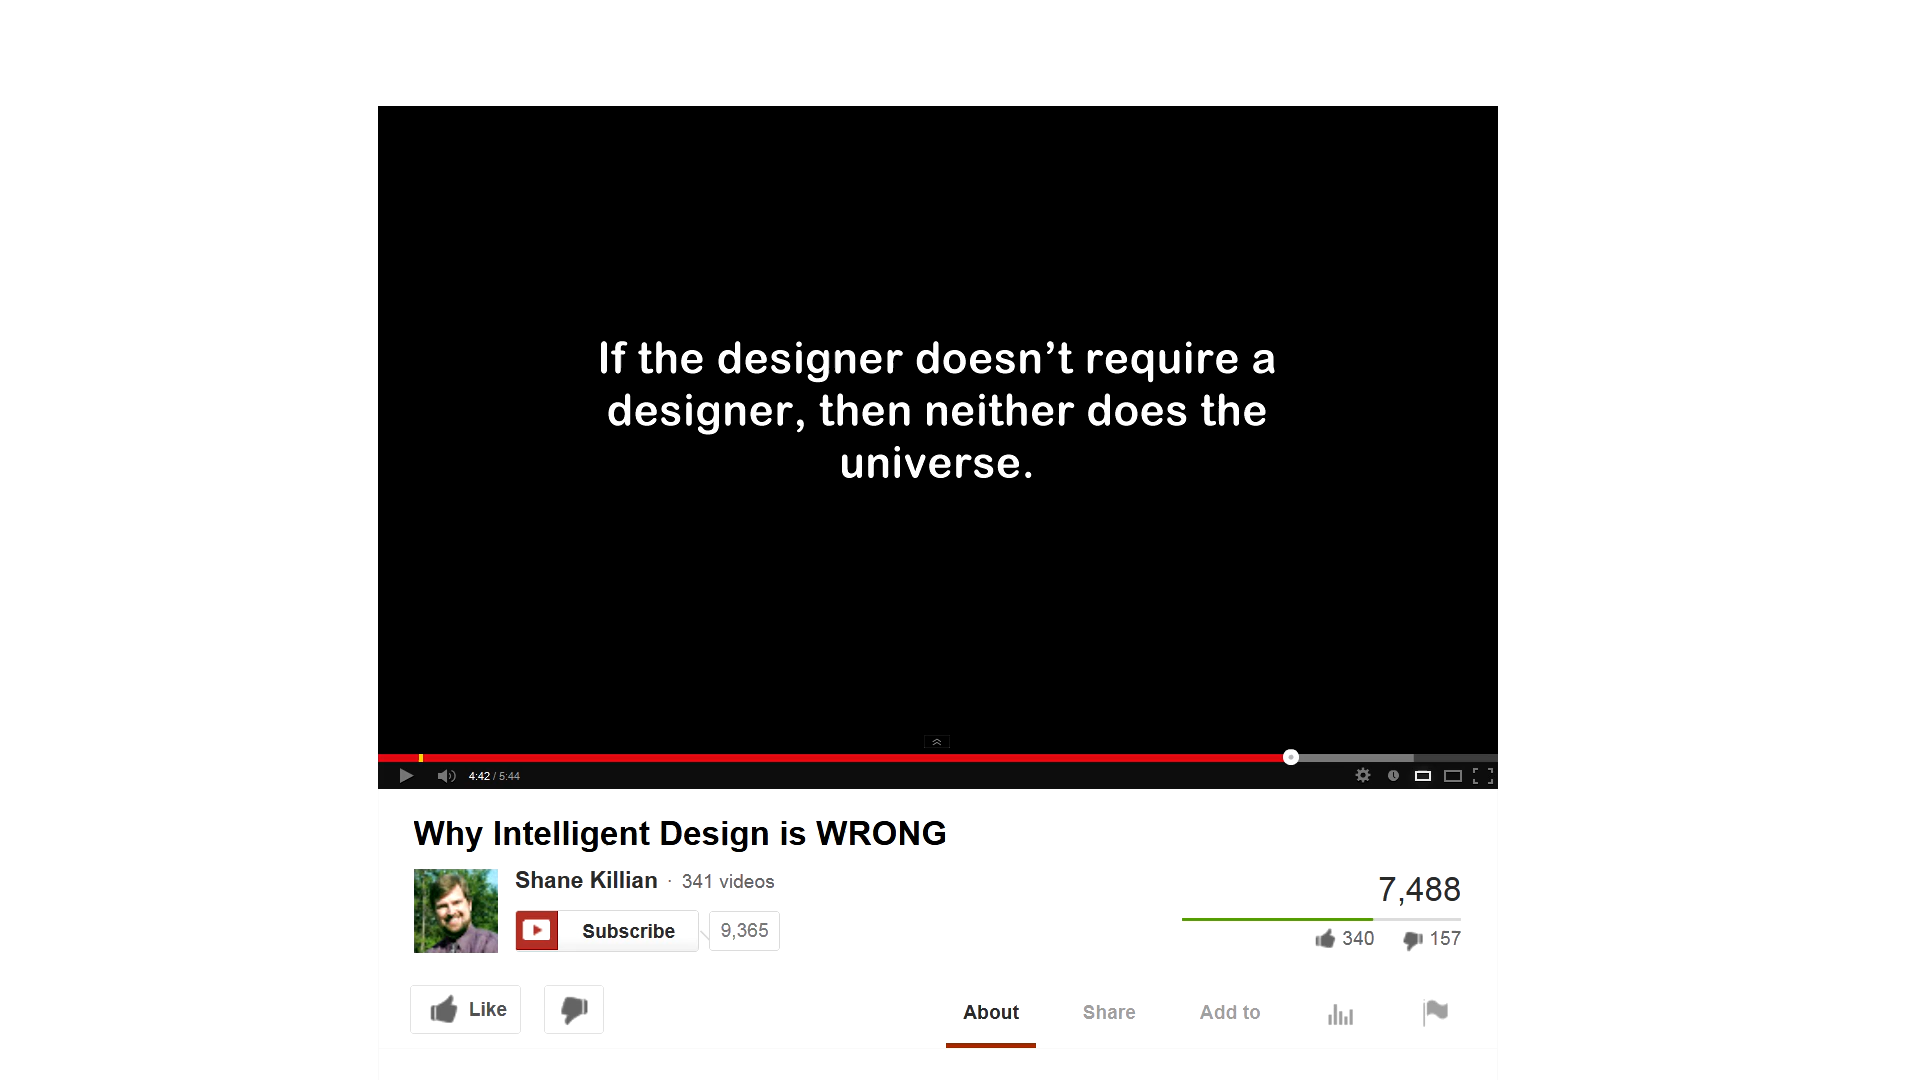 If the designer doesn’t require a
designer, then neither does the
universe.
4:42 / 5:44
Why Intelligent Design is WRONG
Shane Killian · 341 videos
Subscribe 9,365
7,488
340 157
Like
About Share Add to